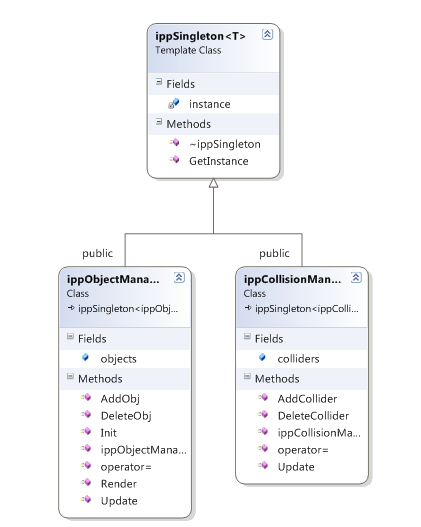 ippSingleton<T>
Template Class
Fields
instance
Methods
~ippSingleton
GetInstance
public
public
ippObjectMana...
Class
ippSingleton<ippObj...
Fields
objects
Methods
AddObj
DeleteObj
Init
ippObjectMana...
operator=
Render
Update
ippCollisionMan...
Class
ippSingleton<ippColli...
Fields
colliders
Methods
AddCollider
DeleteCollider
ippCollisionMa...
operator=
Update